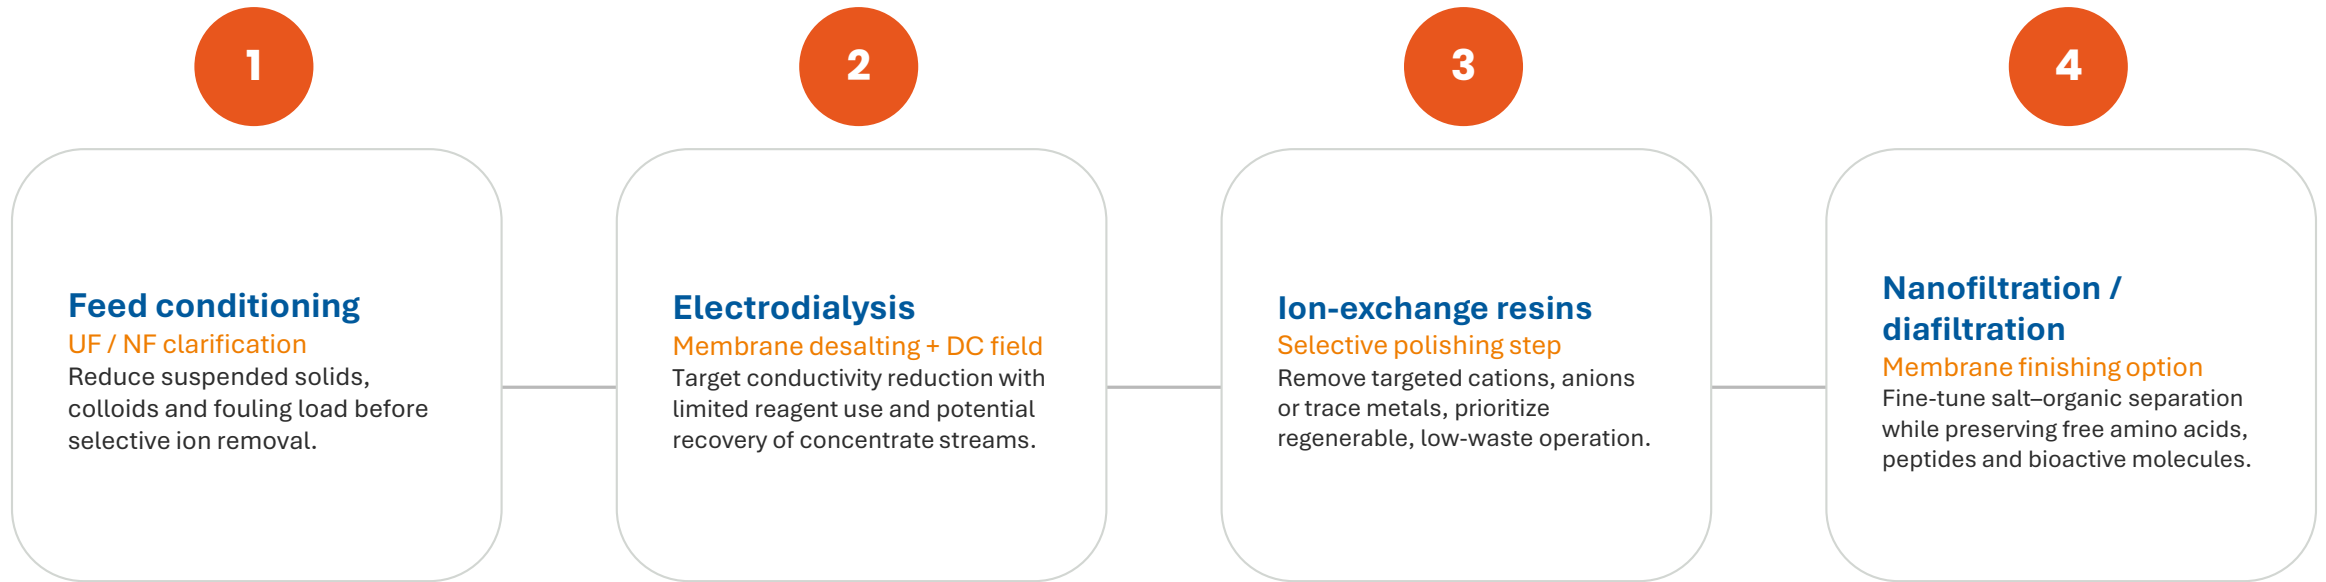 1
Feed conditioning
UF / NF clarification
Reduce suspended solids,
colloids and fouling load before
selective ion removal.
2
Electrodialysis
Membrane desalting + DC field
Target conductivity reduction with
limited reagent use and potential
recovery of concentrate streams.
3
Ion-exchange resins
Selective polishing step
Remove targeted cations, anions
or trace metals, prioritize
regenerable, low-waste operation.
4
Nanofiltration /
diafiltration
Membrane finishing option
Fine-tune salt–organic separation
while preserving free amino acids,
peptides and bioactive molecules.